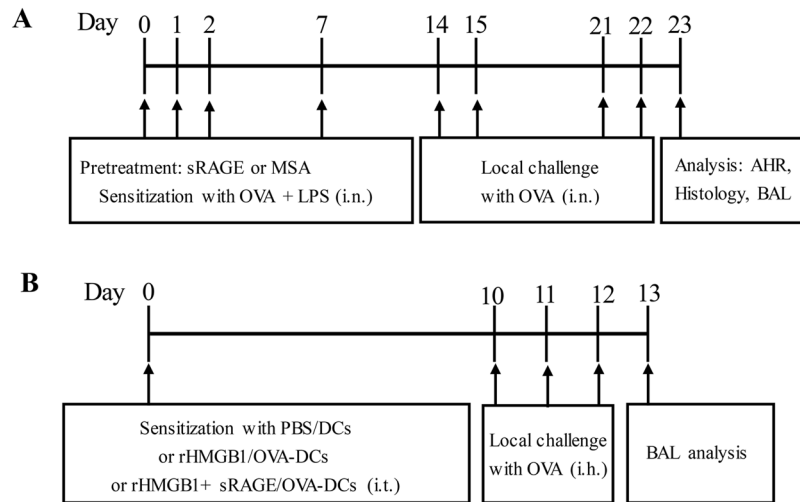 A
Day 0 1 2 7 14 15 21 22 23
Pretreatment: sRAGE or MSA
Sensitization with OVA + LPS (i.n.)
Local challenge
with OVA (i.n.)
Analysis: AHR,
Histology, BAL
B
Day 0 10 11 12 13
Sensitization with PBS/DCs
or rHMGB1/OVA-DCs
or rHMGB1+ sRAGE/OVA-DCs (i.t.)
Local challenge
with OVA (i.h.)
BAL analysis